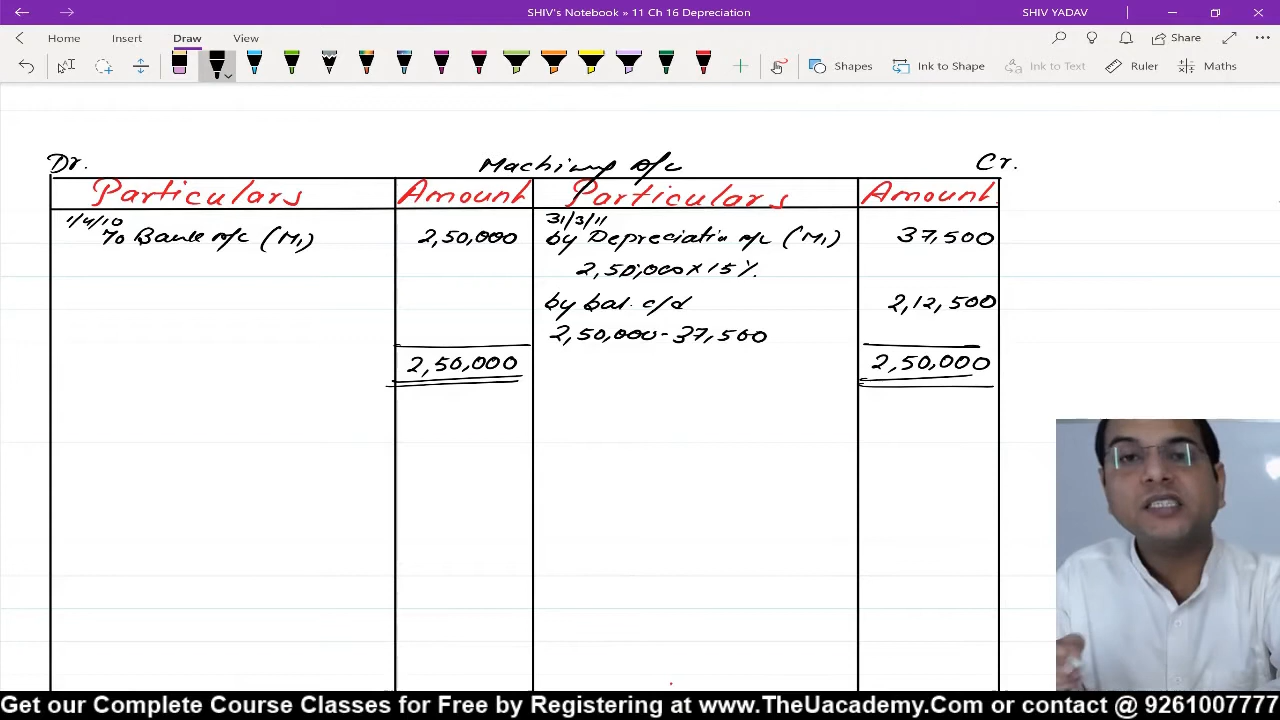 SHIV's Notebook » 11 Ch 16 Depreciation
SHIV YADAV
Home Insert Draw View
Share
Shapes
Ink to Shape
Ink to Text
Ruler
Maths
Dr.
Machinery A/c
Cr.
Particulars Amount Particulars Amount
1/4/10 31/3/11
To Bank A/c (M1) 2,50,000 by Depreciation A/c (M1) 37,500
2,50,000 x 15%
by bal. c/d 2,12,500
2,50,000 - 37,500
2,50,000 2,50,000
Get our Complete Course Classes for Free by Registering at www.TheUacademy.com or contact @ 9261007777